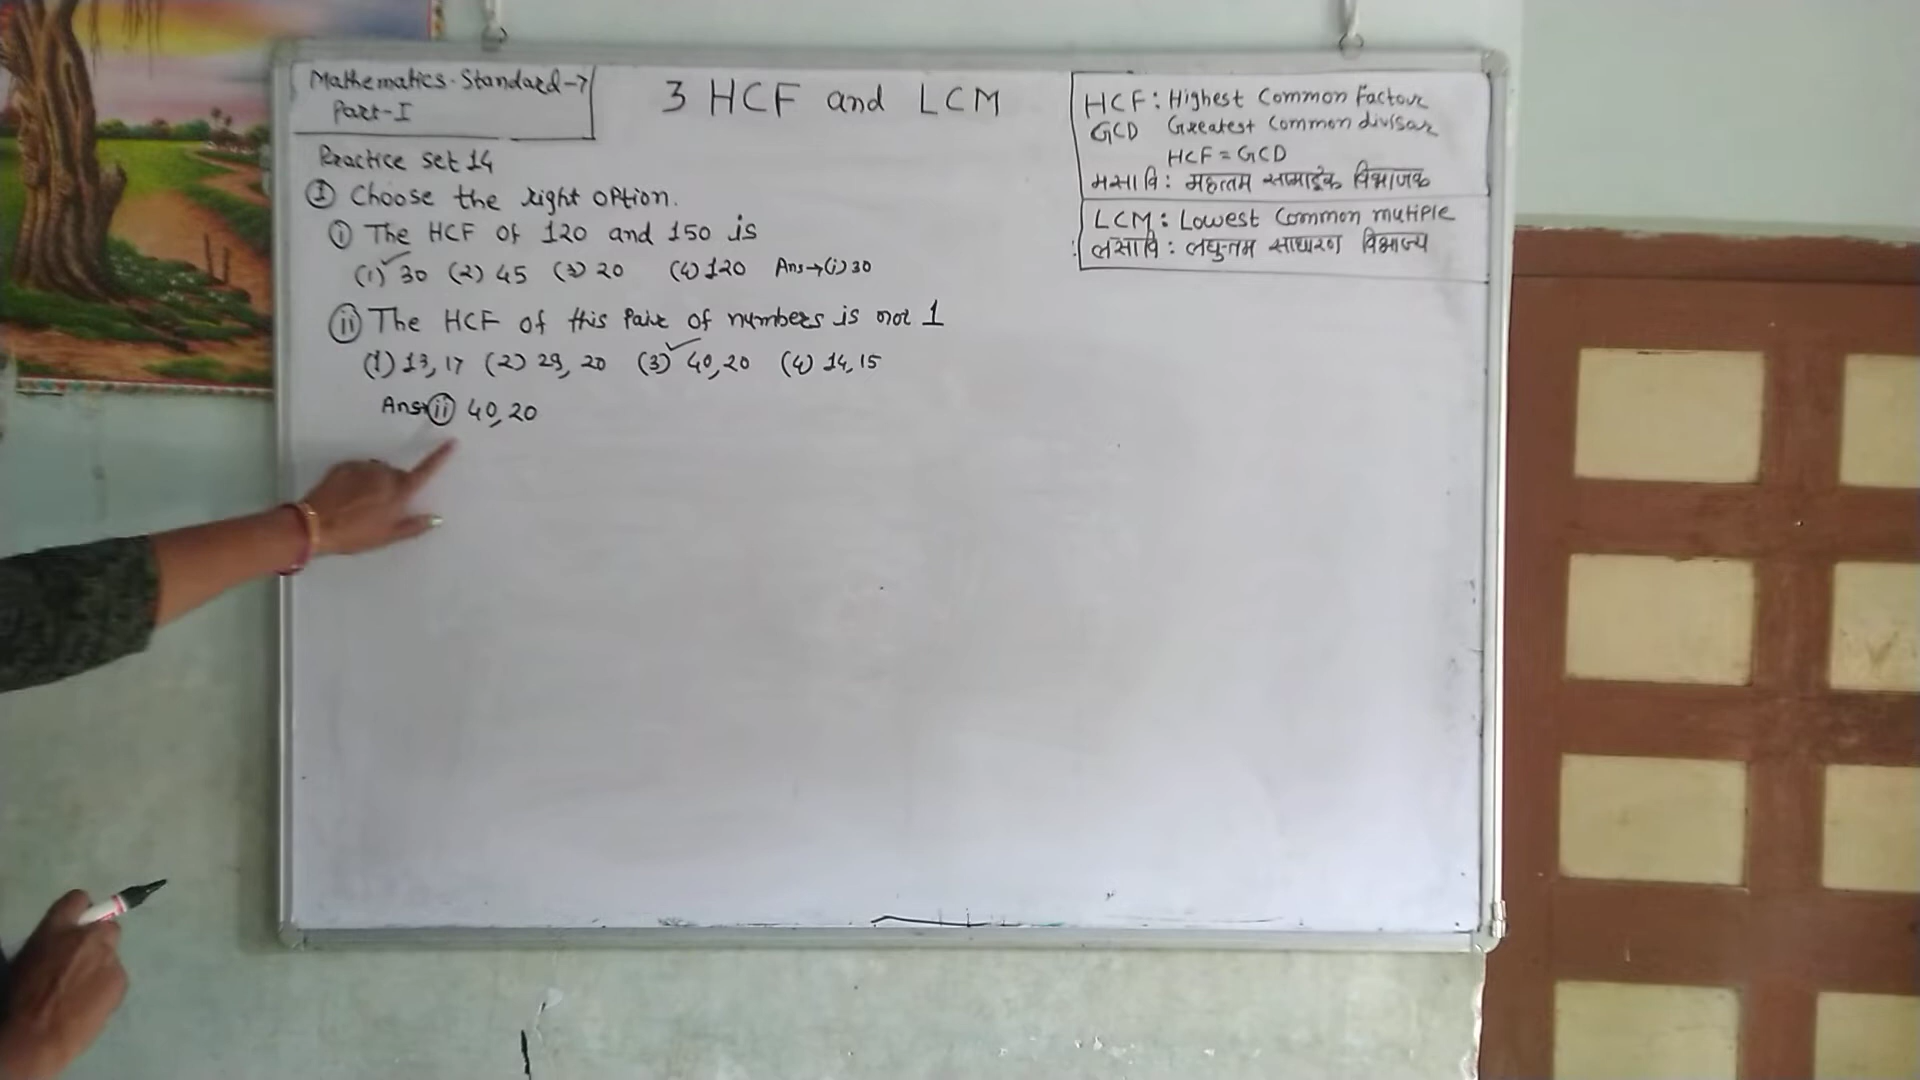 Mathematics-Standard-7
Part-I
3 HCF and LCM
HCF: Highest Common Factour
GCD Greatest Common divisar
HCF = GCD
मसावि: महत्तम सामाईक विभाजक
LCM: Lowest Common mutiple
लसावि: लघुत्तम साधारण विभाज्य
Practice set 14
① Choose the right option.
ⓘ The HCF of 120 and 150 is
(1) 30 (2) 45 (3) 20 (4) 120 Ans→(i) 30
ⓘⓘ The HCF of this Pair of numbers is not 1
(1) 13, 17 (2) 29, 20 (3) 40, 20 (4) 14, 15
Ans→ⓘⓘ 40, 20